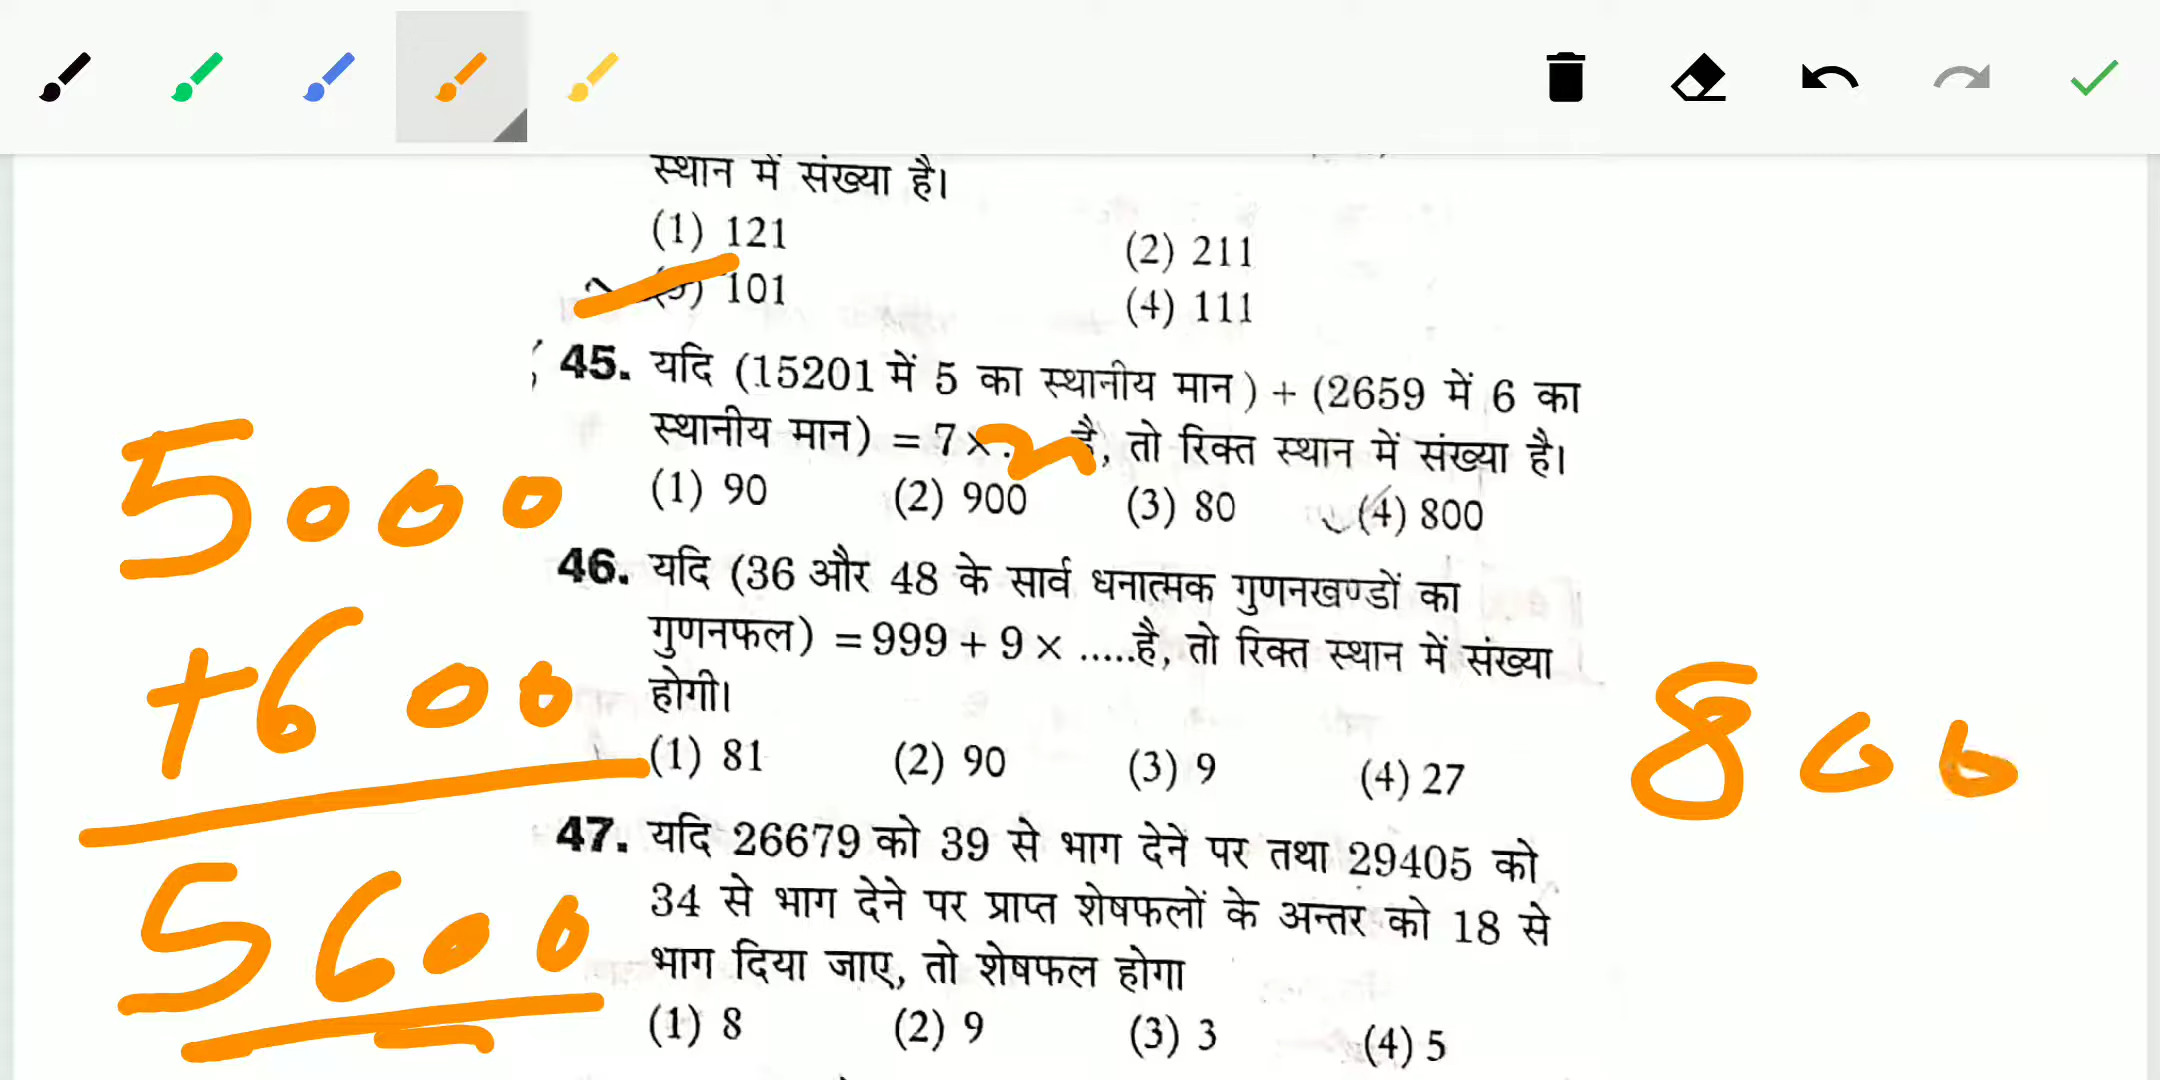 स्थान में संख्या है।
(1) 121 (2) 211
(3) 101 (4) 111
45. यदि (15201 में 5 का स्थानीय मान) + (2659 में 6 का
स्थानीय मान) = 7 × . है, तो रिक्त स्थान में संख्या है।
(1) 90 (2) 900 (3) 80 (4) 800
46. यदि (36 और 48 के सार्व धनात्मक गुणनखण्डों का
गुणनफल) = 999 + 9 × .....है, तो रिक्त स्थान में संख्या
होगी।
(1) 81 (2) 90 (3) 9 (4) 27
47. यदि 26679 को 39 से भाग देने पर तथा 29405 को
34 से भाग देने पर प्राप्त शेषफलों के अन्तर को 18 से
भाग दिया जाए, तो शेषफल होगा
(1) 8 (2) 9 (3) 3 (4) 5
5000
+600
5600
800